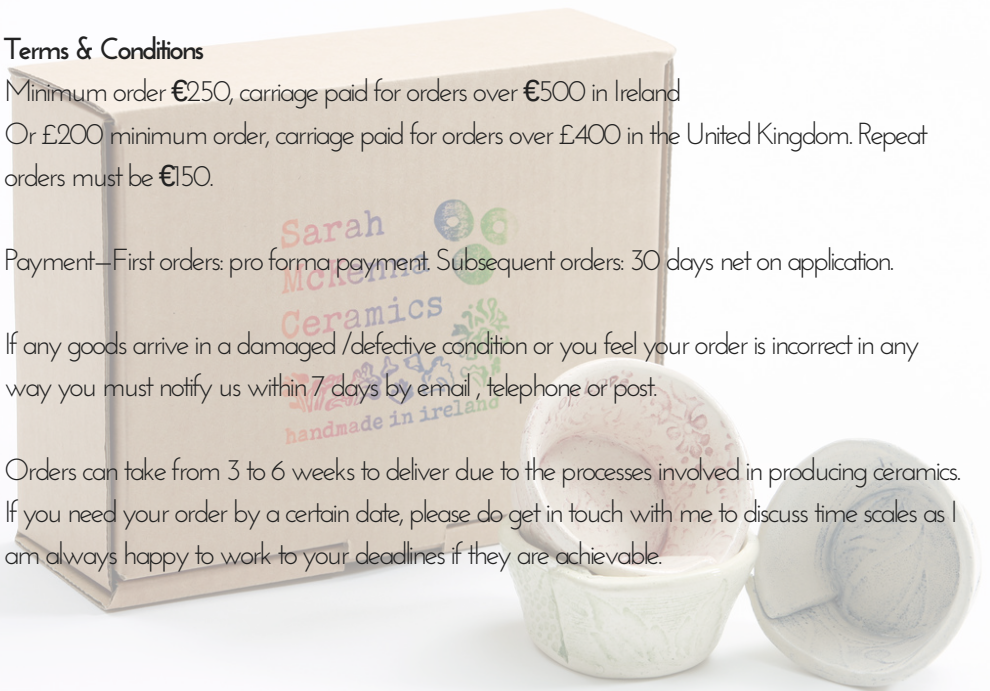 Terms & Conditions
Minimum order €250, carriage paid for orders over €500 in Ireland
Or £200 minimum order, carriage paid for orders over £400 in the United Kingdom. Repeat
orders must be €150.
Payment—First orders: pro forma payment. Subsequent orders: 30 days net on application.
If any goods arrive in a damaged /defective condition or you feel your order is incorrect in any
way you must notify us within 7 days by email , telephone or post.
Orders can take from 3 to 6 weeks to deliver due to the processes involved in producing ceramics.
If you need your order by a certain date, please do get in touch with me to discuss time scales as I
am always happy to work to your deadlines if they are achievable.
Sarah
McKenna
Ceramics
handmade in ireland